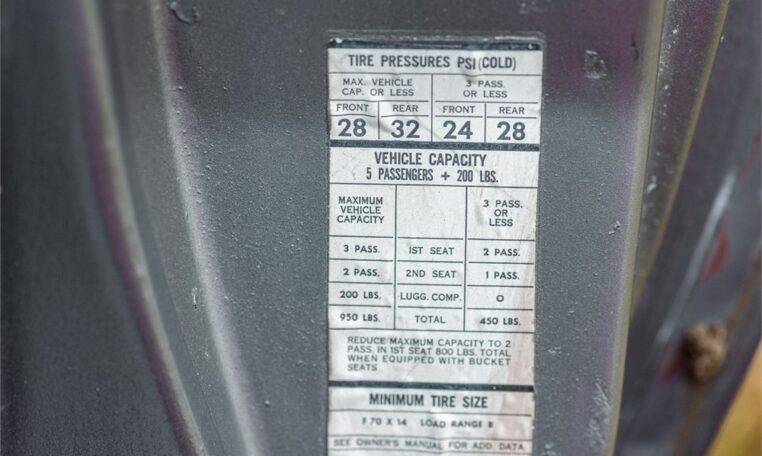 TIRE PRESSURES PSI (COLD)
MAX. VEHICLE CAP. OR LESS
3 PASS. OR LESS
FRONT REAR FRONT REAR
28 32 24 28
VEHICLE CAPACITY
5 PASSENGERS + 200 LBS.
MAXIMUM VEHICLE CAPACITY
3 PASS. OR LESS
3 PASS. 1ST SEAT 2 PASS.
2 PASS. 2ND SEAT 1 PASS.
200 LBS. LUGG. COMP. O
950 LBS. TOTAL 450 LBS.
REDUCE MAXIMUM CAPACITY TO 2
PASS. IN 1ST SEAT 800 LBS. TOTAL
WHEN EQUIPPED WITH BUCKET
SEATS
MINIMUM TIRE SIZE
F 70 X 14 LOAD RANGE B
SEE OWNER'S MANUAL FOR ADD. DATA